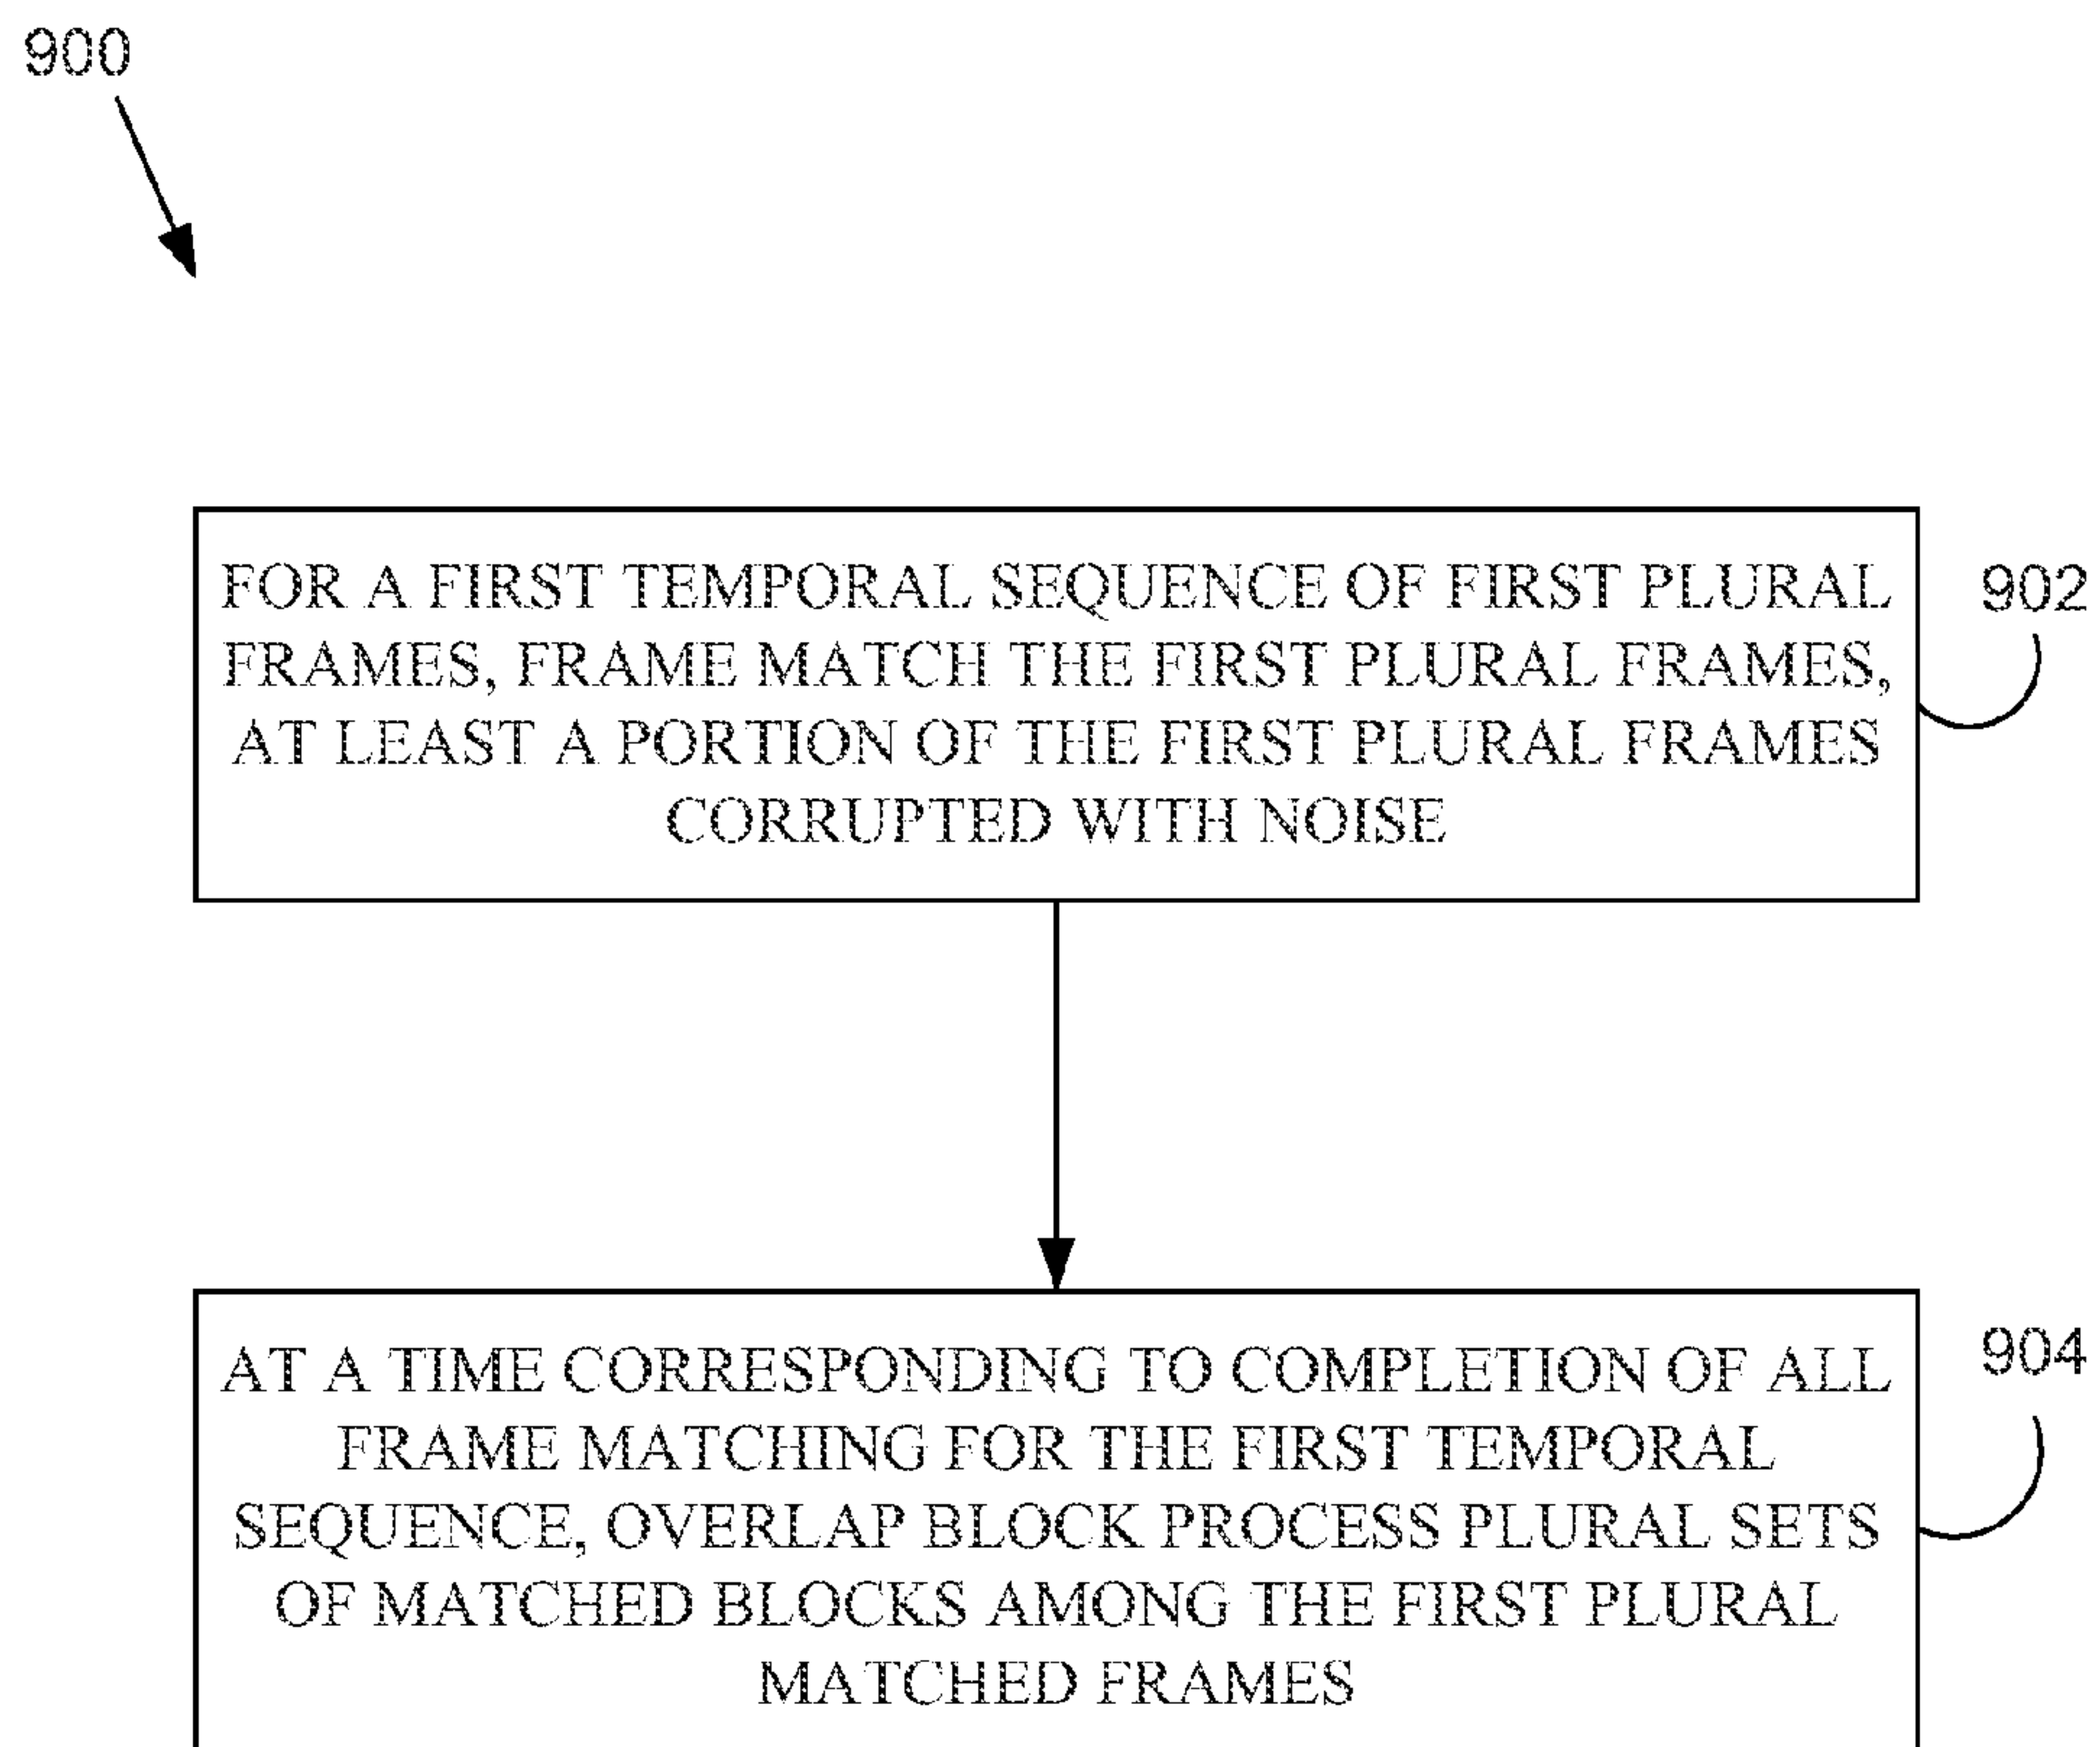 900
FOR A FIRST TEMPORAL SEQUENCE OF FIRST PLURAL
FRAMES, FRAME MATCH THE FIRST PLURAL FRAMES,
AT LEAST A PORTION OF THE FIRST PLURAL FRAMES
CORRUPTED WITH NOISE
902
AT A TIME CORRESPONDING TO COMPLETION OF ALL
FRAME MATCHING FOR THE FIRST TEMPORAL
SEQUENCE, OVERLAP BLOCK PROCESS PLURAL SETS
OF MATCHED BLOCKS AMONG THE FIRST PLURAL
MATCHED FRAMES
904